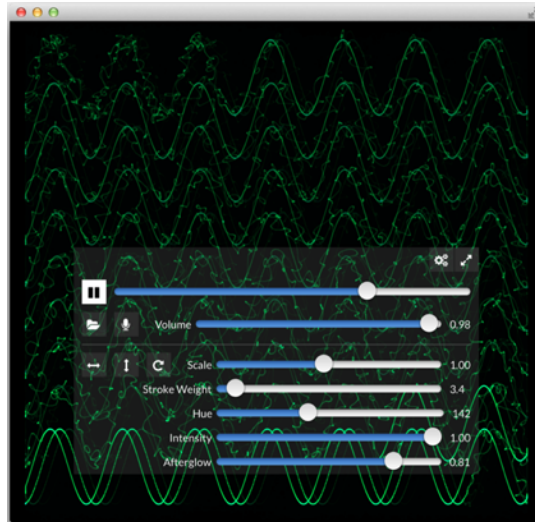 Volume 0.98
Scale 1.00
Stroke Weight 3.4
Hue 142
Intensity 1.00
Afterglow 0.81